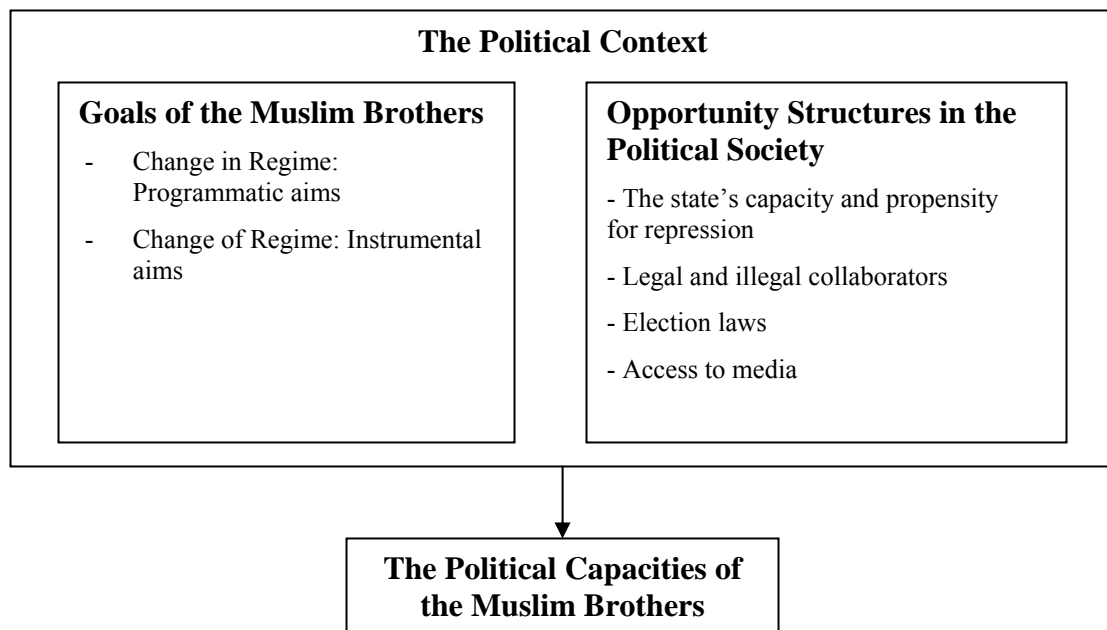 The Political Context
Goals of the Muslim Brothers
- Change in Regime:
Programmatic aims
- Change of Regime: Instrumental
aims
Opportunity Structures in the
Political Society
- The state’s capacity and propensity
for repression
- Legal and illegal collaborators
- Election laws
- Access to media
The Political Capacities of
the Muslim Brothers